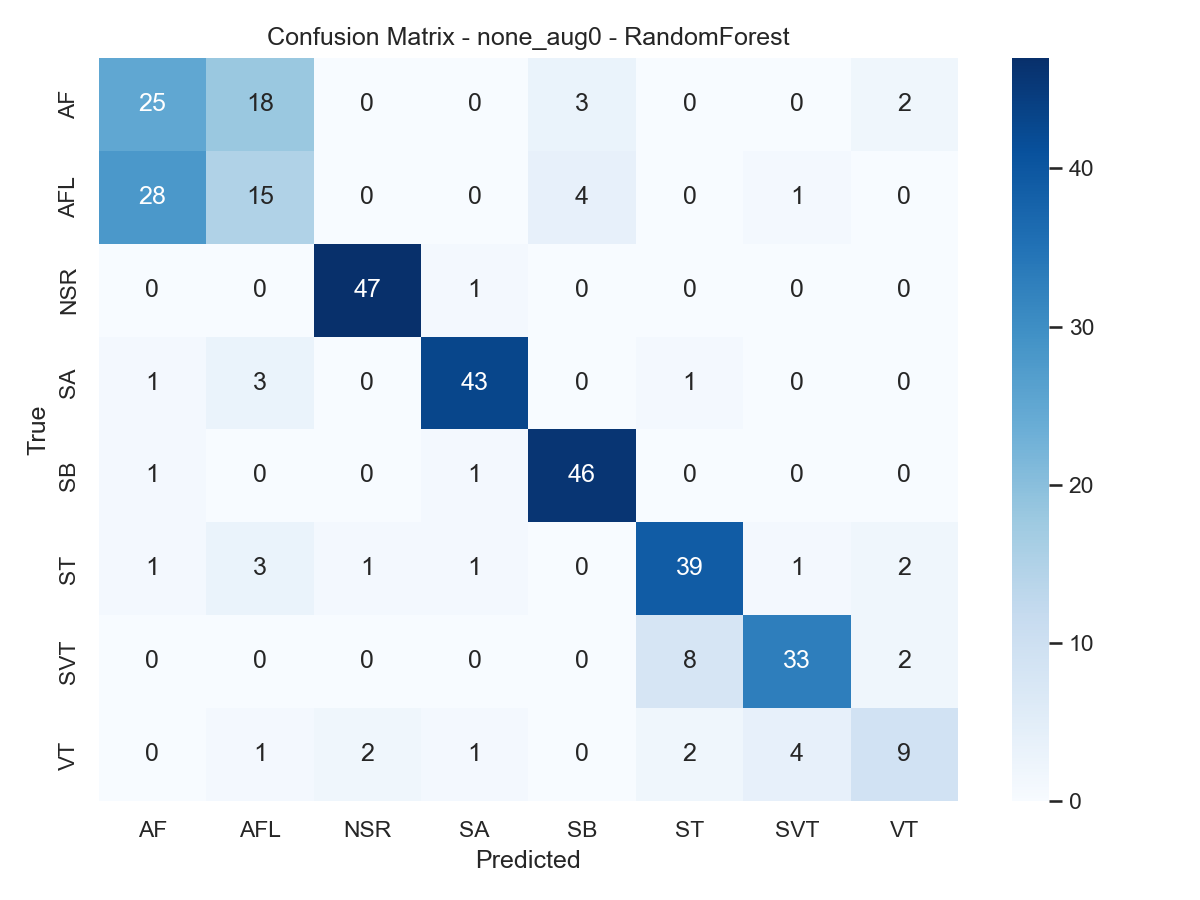 Confusion Matrix - none_aug0 - RandomForest
True
AF 25 18 0 0 3 0 0 2
AFL 28 15 0 0 4 0 1 0
NSR 0 0 47 1 0 0 0 0
SA 1 3 0 43 0 1 0 0
SB 1 0 0 1 46 0 0 0
ST 1 3 1 1 0 39 1 2
SVT 0 0 0 0 0 8 33 2
VT 0 1 2 1 0 2 4 9
AF AFL NSR SA SB ST SVT VT
Predicted
40
30
20
10
0